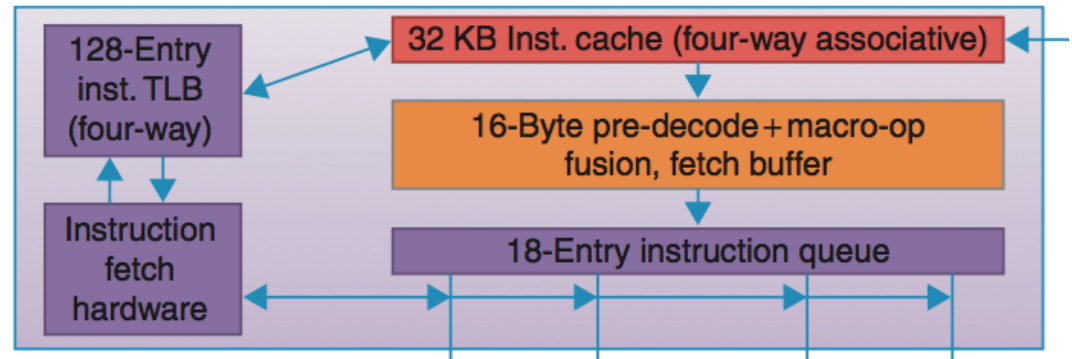 128-Entry
inst. TLB
(four-way)
Instruction
fetch
hardware
32 KB Inst. cache (four-way associative)
16-Byte pre-decode+macro-op
fusion, fetch buffer
18-Entry instruction queue